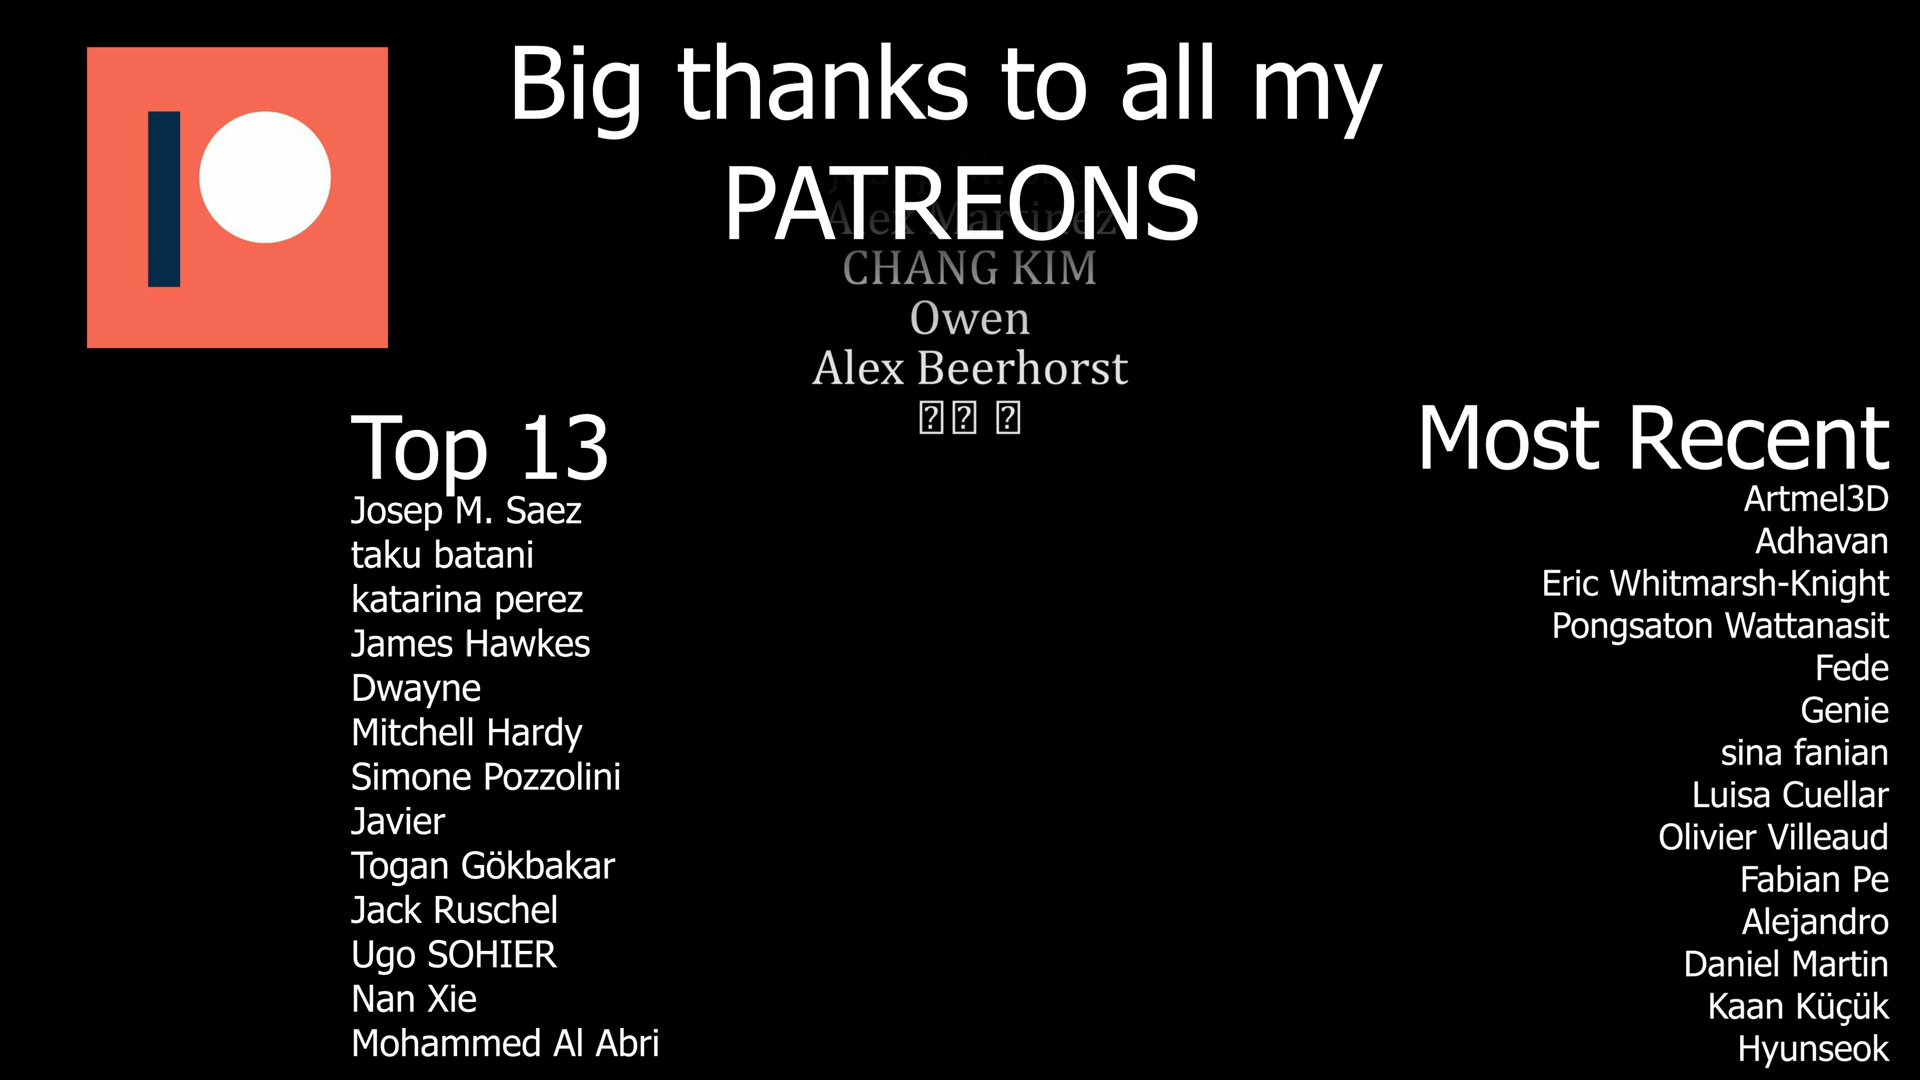 Big thanks to all my
PATREONS
Alex Martinez
CHANG KIM
Owen
Alex Beerhorst
Top 13
Josep M. Saez
taku batani
katarina perez
James Hawkes
Dwayne
Mitchell Hardy
Simone Pozzolini
Javier
Togan Gökbakar
Jack Ruschel
Ugo SOHIER
Nan Xie
Mohammed Al Abri
Most Recent
Artmel3D
Adhavan
Eric Whitmarsh-Knight
Pongsaton Wattanasit
Fede
Genie
sina fanian
Luisa Cuellar
Olivier Villeaud
Fabian Pe
Alejandro
Daniel Martin
Kaan Küçük
Hyunseok